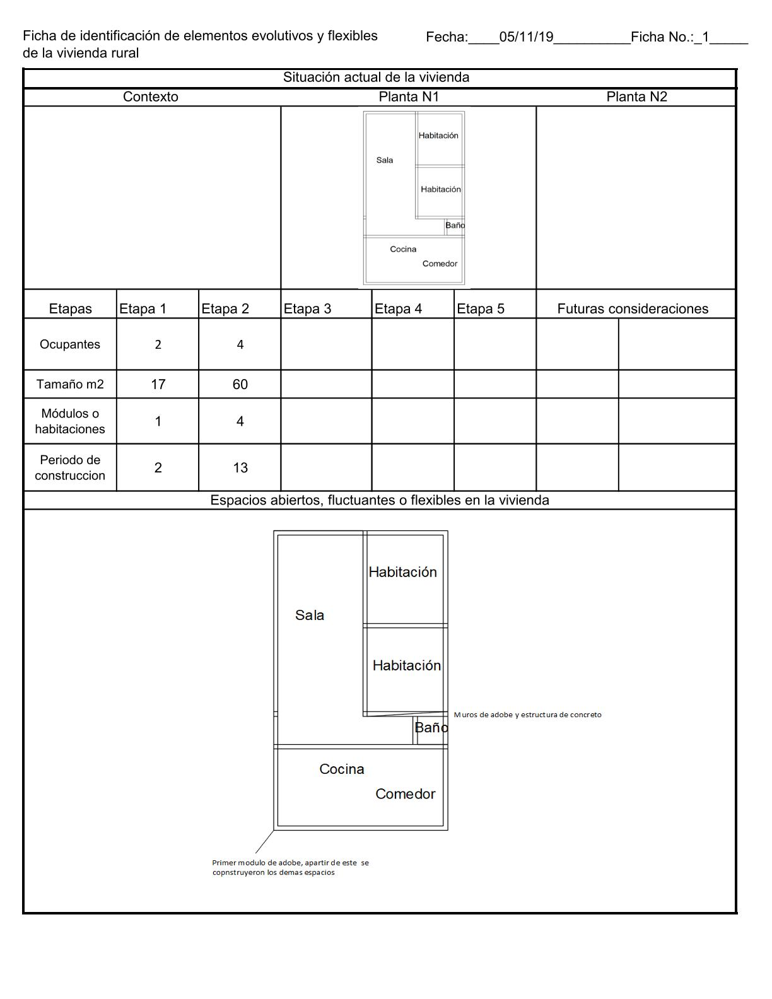 Ficha de identificación de elementos evolutivos y flexibles
de la vivienda rural
Fecha:____05/11/19__________Ficha No.:_1_____
Situación actual de la vivienda
Contexto Planta N1 Planta N2
Habitación
Sala
Habitación
Baño
Cocina
Comedor
Etapas Etapa 1 Etapa 2 Etapa 3 Etapa 4 Etapa 5 Futuras consideraciones
Ocupantes 2 4
Tamaño m2 17 60
Módulos o
habitaciones 1 4
Periodo de
construccion 2 13
Espacios abiertos, fluctuantes o flexibles en la vivienda
Habitación
Sala
Habitación
Muros de adobe y estructura de concreto
Baño
Cocina
Comedor
Primer modulo de adobe, apartir de este se
copnstruyeron los demas espacios